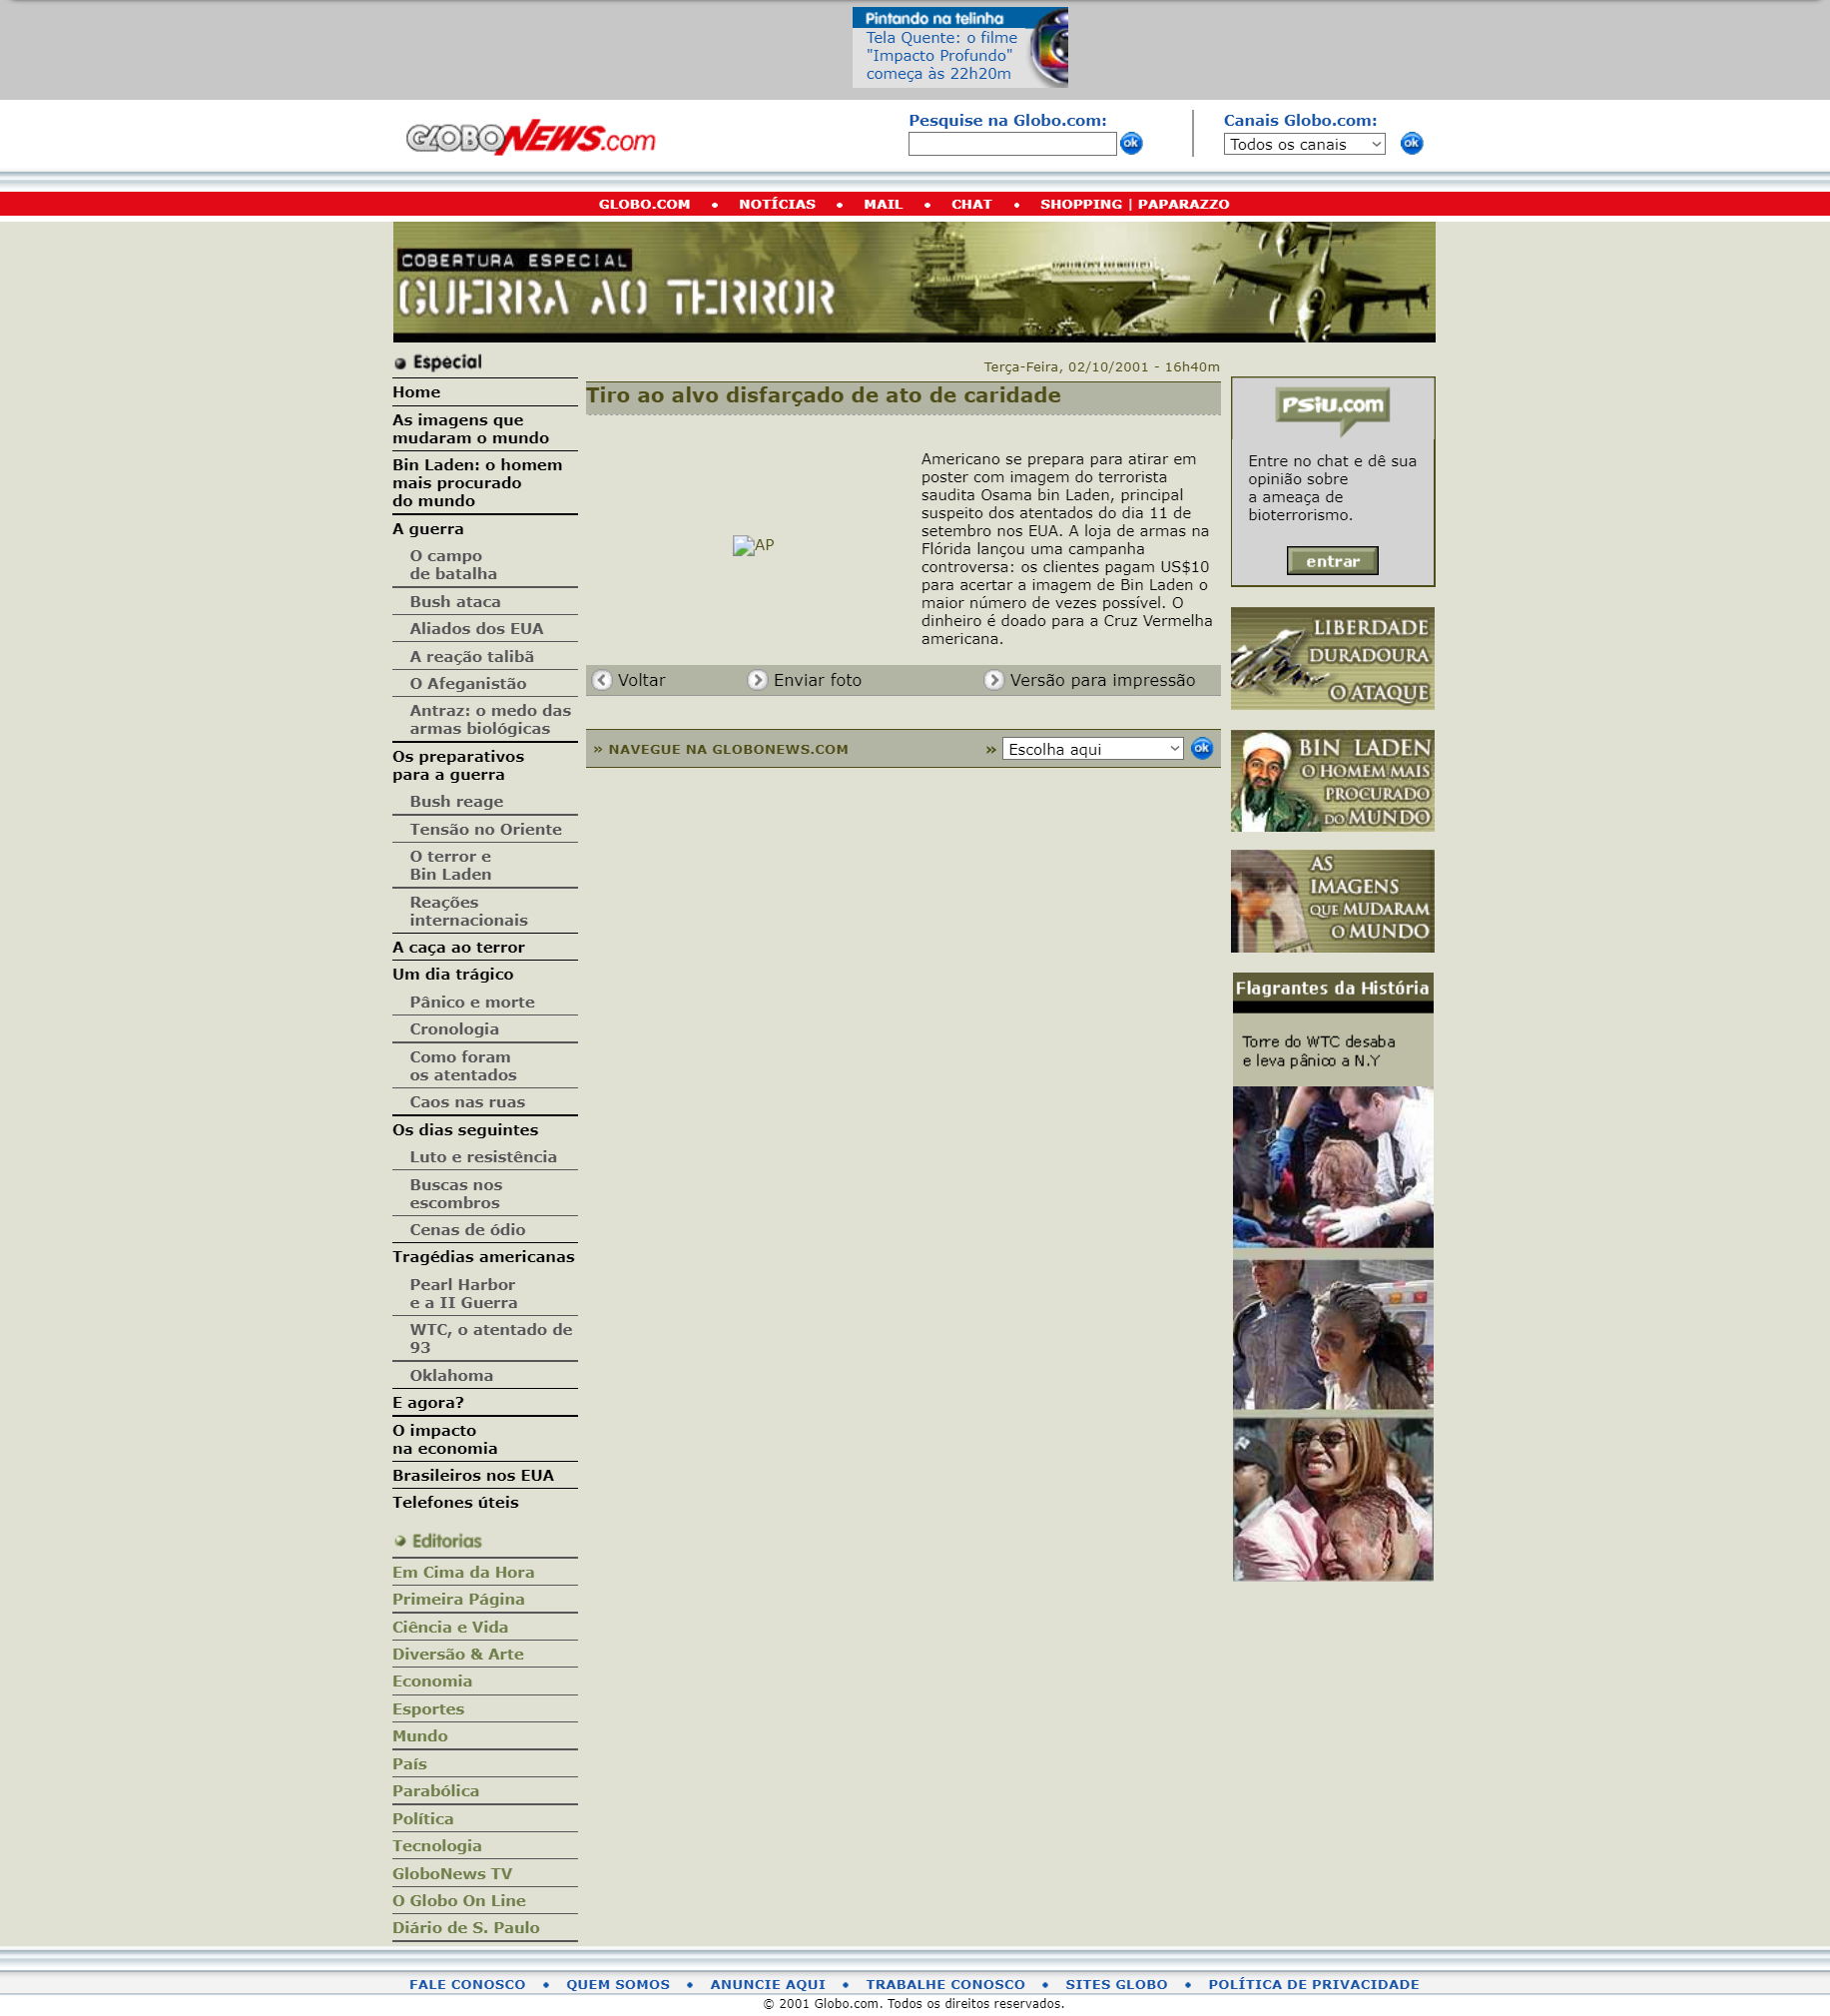 Pintando na telinha
Tela Quente: o filme
"Impacto Profundo"
começa às 22h20m
GLOBONEWS.com
Pesquise na Globo.com:
ok
Canais Globo.com:
Todos os canais
ok
GLOBO.COM • NOTÍCIAS • MAIL • CHAT • SHOPPING | PAPARAZZO
COBERTURA ESPECIAL
GUERRA AO TERROR
Especial
Home
As imagens que
mudaram o mundo
Bin Laden: o homem
mais procurado
do mundo
A guerra
O campo
de batalha
Bush ataca
Aliados dos EUA
A reação talibã
O Afeganistão
Antraz: o medo das
armas biológicas
Os preparativos
para a guerra
Bush reage
Tensão no Oriente
O terror e
Bin Laden
Reações
internacionais
A caça ao terror
Um dia trágico
Pânico e morte
Cronologia
Como foram
os atentados
Caos nas ruas
Os dias seguintes
Luto e resistência
Buscas nos
escombros
Cenas de ódio
Tragédias americanas
Pearl Harbor
e a II Guerra
WTC, o atentado de
93
Oklahoma
E agora?
O impacto
na economia
Brasileiros nos EUA
Telefones úteis
Editorias
Em Cima da Hora
Primeira Página
Ciência e Vida
Diversão & Arte
Economia
Esportes
Mundo
País
Parabólica
Política
Tecnologia
GloboNews TV
O Globo On Line
Diário de S. Paulo
Terça-Feira, 02/10/2001 - 16h40m
Tiro ao alvo disfarçado de ato de caridade
AP
Americano se prepara para atirar em
poster com imagem do terrorista
saudita Osama bin Laden, principal
suspeito dos atentados do dia 11 de
setembro nos EUA. A loja de armas na
Flórida lançou uma campanha
controversa: os clientes pagam US$10
para acertar a imagem de Bin Laden o
maior número de vezes possível. O
dinheiro é doado para a Cruz Vermelha
americana.
Voltar
Enviar foto
Versão para impressão
» NAVEGUE NA GLOBONEWS.COM
» Escolha aqui
ok
Psiu.com
Entre no chat e dê sua
opinião sobre
a ameaça de
bioterrorismo.
entrar
LIBERDADE
DURADOURA
O ATAQUE
BIN LADEN
O HOMEM MAIS
PROCURADO
DO MUNDO
AS
IMAGENS
QUE MUDARAM
O MUNDO
Flagrantes da História
Torre do WTC desaba
e leva pânico a N.Y
FALE CONOSCO • QUEM SOMOS • ANUNCIE AQUI • TRABALHE CONOSCO • SITES GLOBO • POLÍTICA DE PRIVACIDADE
© 2001 Globo.com. Todos os direitos reservados.